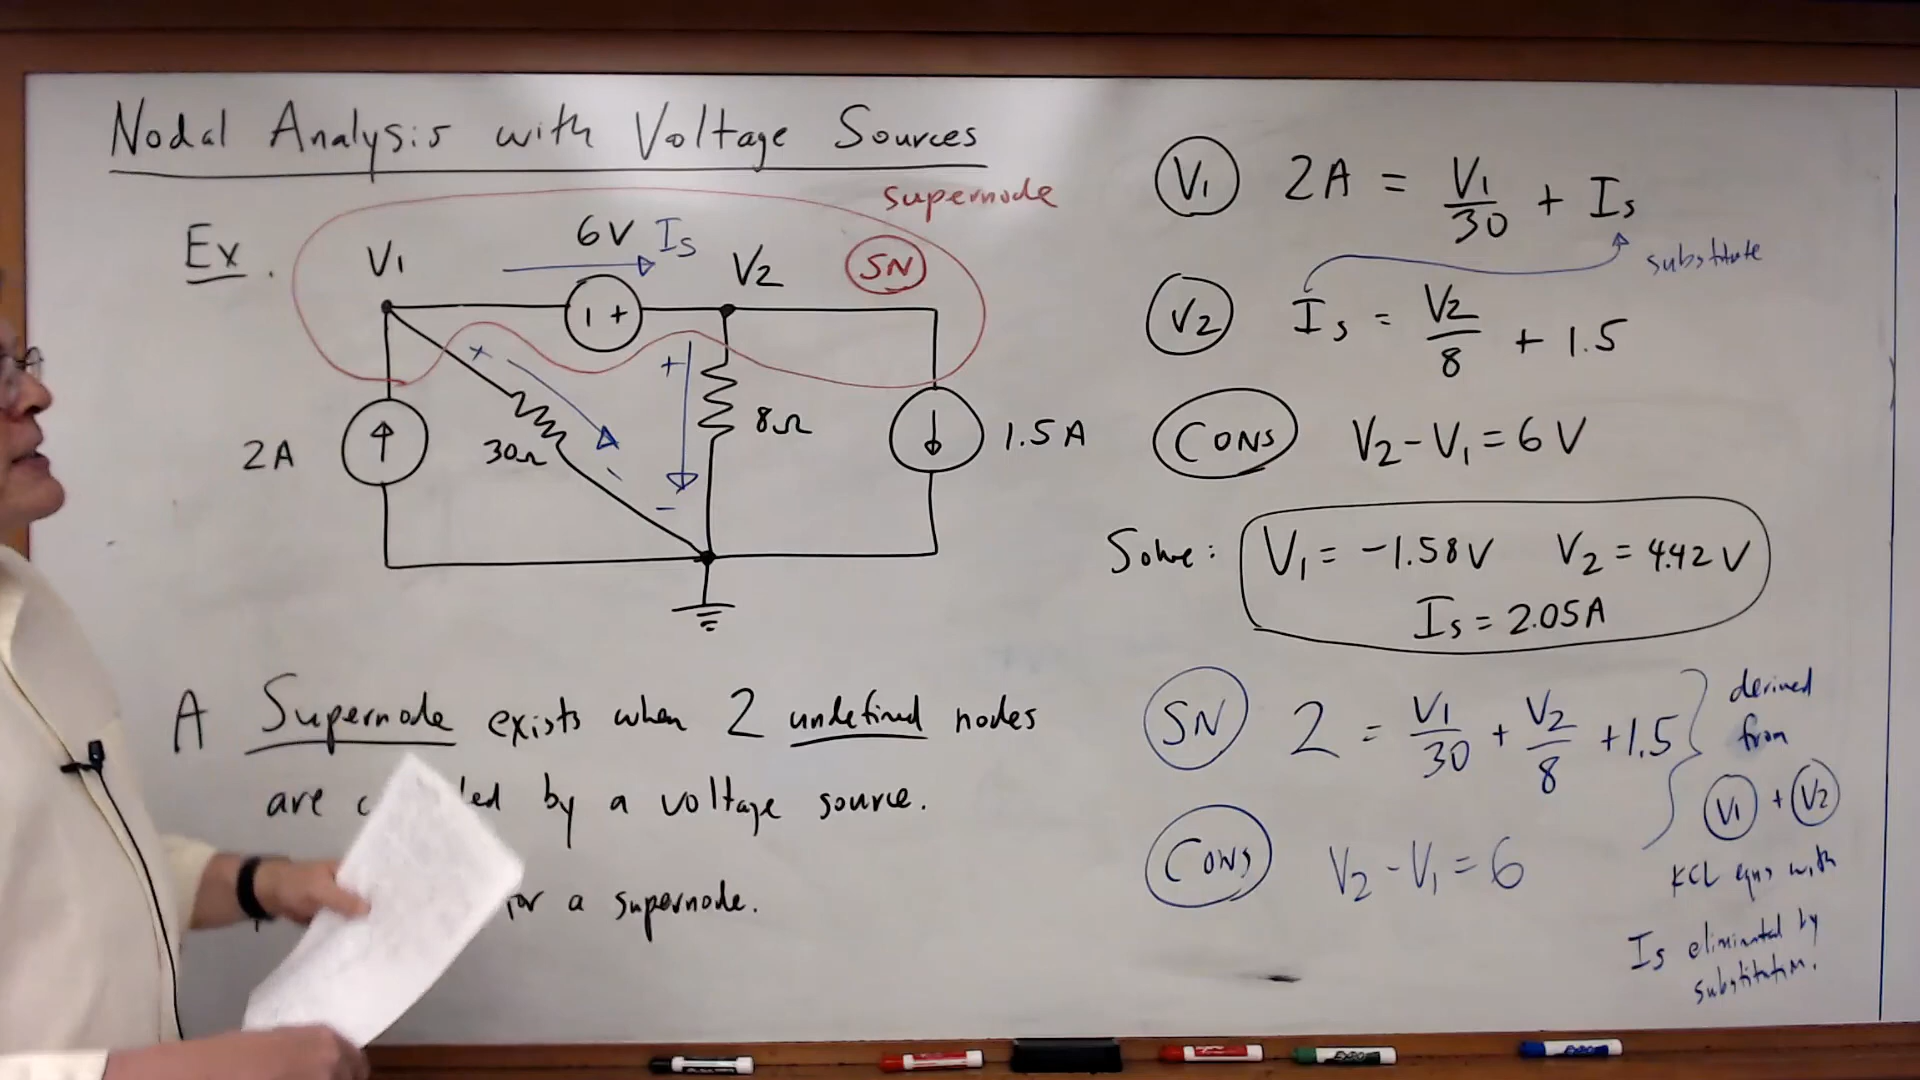 Nodal Analysis with Voltage Sources
supernode
Ex.
6V Is
V1
V2
SN
- +
+
+
2A
30Ω
8Ω
1.5A
-
-
A Supernode exists when 2 undefined nodes
are by a voltage source.
for a supernode.
V1 2A = V1/30 + Is
substitute
V2 Is = V2/8 + 1.5
CONS V2 - V1 = 6V
Solve: V1 = -1.58V V2 = 4.42V
Is = 2.05A
SN 2 = V1/30 + V2/8 + 1.5
CONS V2 - V1 = 6
derived
from
V1 + V2
KCL eqns with
Is eliminated by
substitution.
EXPO
EXPO